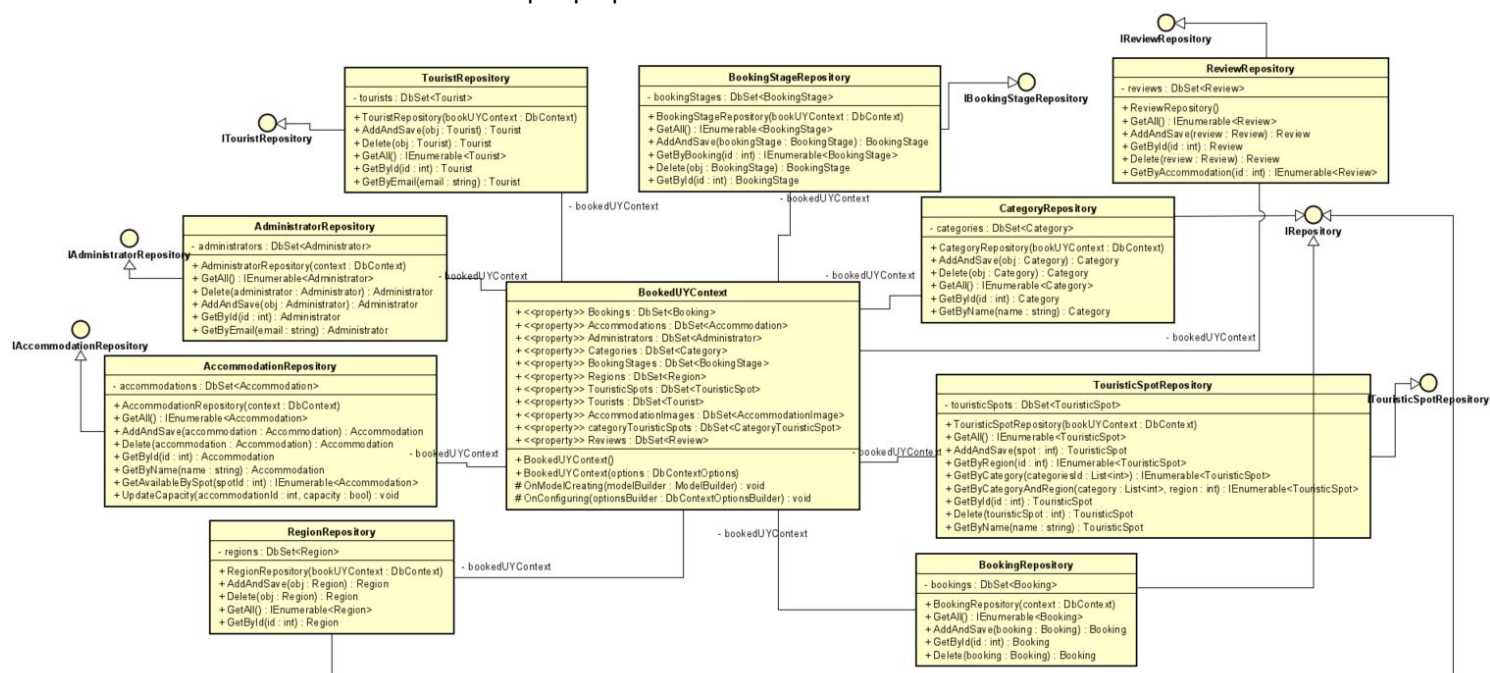 IReviewRepository
ReviewRepository
- reviews : DbSet<Review>
+ ReviewRepository()
+ GetAll() : IEnumerable<Review>
+ AddAndSave(review : Review) : Review
+ GetById(id : int) : Review
+ Delete(review : Review) : Review
+ GetByAccommodation(id : int) : IEnumerable<Review>
TouristRepository
- tourists : DbSet<Tourist>
+ TouristRepository(bookUYContext : DbContext)
+ AddAndSave(obj : Tourist) : Tourist
+ Delete(obj : Tourist) : Tourist
+ GetAll() : IEnumerable<Tourist>
+ GetById(id : int) : Tourist
+ GetByEmail(email : string) : Tourist
ITouristRepository
BookingStageRepository
- bookingStages : DbSet<BookingStage>
+ BookingStageRepository(bookUYContext : DbContext)
+ GetAll() : IEnumerable<BookingStage>
+ AddAndSave(bookingStage : BookingStage) : BookingStage
+ GetByBooking(id : int) : IEnumerable<BookingStage>
+ Delete(obj : BookingStage) : BookingStage
+ GetById(id : int) : BookingStage
IBookingStageRepository
- bookedUYContext
- bookedUYContext
AdministratorRepository
- administrators : DbSet<Administrator>
+ AdministratorRepository(context : DbContext)
+ GetAll() : IEnumerable<Administrator>
+ Delete(administrator : Administrator) : Administrator
+ AddAndSave(obj : Administrator) : Administrator
+ GetById(id : int) : Administrator
+ GetByEmail(email : string) : Administrator
IAdministratorRepository
- bookedUYContext
CategoryRepository
- categories : DbSet<Category>
+ CategoryRepository(bookUYContext : DbContext)
+ AddAndSave(obj : Category) : Category
+ Delete(obj : Category) : Category
+ GetAll() : IEnumerable<Category>
+ GetById(id : int) : Category
+ GetByName(name : string) : Category
IRepository
- bookedUYContext
- bookedUYContext
BookedUYContext
+ <<property>> Bookings : DbSet<Booking>
+ <<property>> Accommodations : DbSet<Accommodation>
+ <<property>> Administrators : DbSet<Administrator>
+ <<property>> Categories : DbSet<Category>
+ <<property>> BookingStages : DbSet<BookingStage>
+ <<property>> Regions : DbSet<Region>
+ <<property>> TouristicSpots : DbSet<TouristicSpot>
+ <<property>> Tourists : DbSet<Tourist>
+ <<property>> AccommodationImages : DbSet<AccommodationImage>
+ <<property>> categoryTouristicSpots : DbSet<CategoryTouristicSpot>
+ <<property>> Reviews : DbSet<Review>
+ BookedUYContext()
+ BookedUYContext(options : DbContextOptions)
# OnModelCreating(modelBuilder : ModelBuilder) : void
# OnConfiguring(optionsBuilder : DbContextOptionsBuilder) : void
IAccommodationRepository
AccommodationRepository
- accommodations : DbSet<Accommodation>
+ AccommodationRepository(context : DbContext)
+ GetAll() : IEnumerable<Accommodation>
+ AddAndSave(accommodation : Accommodation) : Accommodation
+ Delete(accommodation : Accommodation) : Accommodation
+ GetById(id : int) : Accommodation
+ GetByName(name : string) : Accommodation
+ GetAvailableBySpot(spotId : int) : IEnumerable<Accommodation>
+ UpdateCapacity(accommodationId : int, capacity : bool) : void
- bookedUYContext
TouristicSpotRepository
- touristicSpots : DbSet<TouristicSpot>
+ TouristicSpotRepository(bookUYContext : DbContext)
+ GetAll() : IEnumerable<TouristicSpot>
+ AddAndSave(spot : int) : TouristicSpot
+ GetByRegion(id : int) : IEnumerable<TouristicSpot>
+ GetByCategory(categoriesId : List<int>) : IEnumerable<TouristicSpot>
+ GetByCategoryAndRegion(category : List<int>, region : int) : IEnumerable<TouristicSpot>
+ GetById(id : int) : TouristicSpot
+ Delete(touristicSpot : int) : TouristicSpot
+ GetByName(name : string) : TouristicSpot
ITouristicSpotRepository
- bookedUYContext
RegionRepository
- regions : DbSet<Region>
+ RegionRepository(bookUYContext : DbContext)
+ AddAndSave(obj : Region) : Region
+ Delete(obj : Region) : Region
+ GetAll() : IEnumerable<Region>
+ GetById(id : int) : Region
- bookedUYContext
- bookedUYContext
BookingRepository
- bookings : DbSet<Booking>
+ BookingRepository(context : DbContext)
+ GetAll() : IEnumerable<Booking>
+ AddAndSave(booking : Booking) : Booking
+ GetById(id : int) : Booking
+ Delete(booking : Booking) : Booking